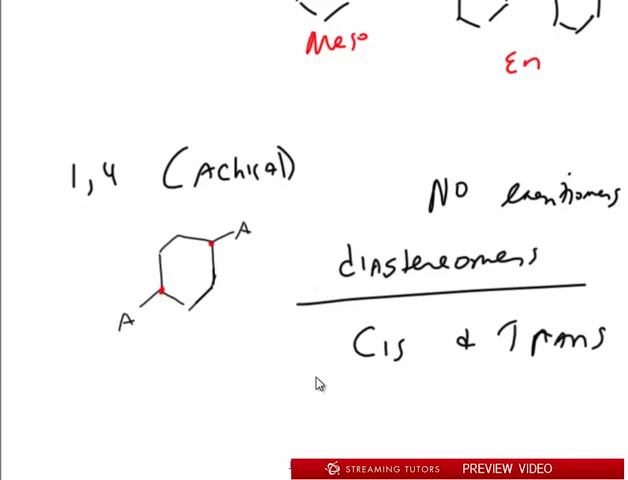 Meso
En
1,4 (Achiral)
NO enantiomers
A
diastereomers
A
Cis & Trans
STREAMING TUTORS PREVIEW VIDEO